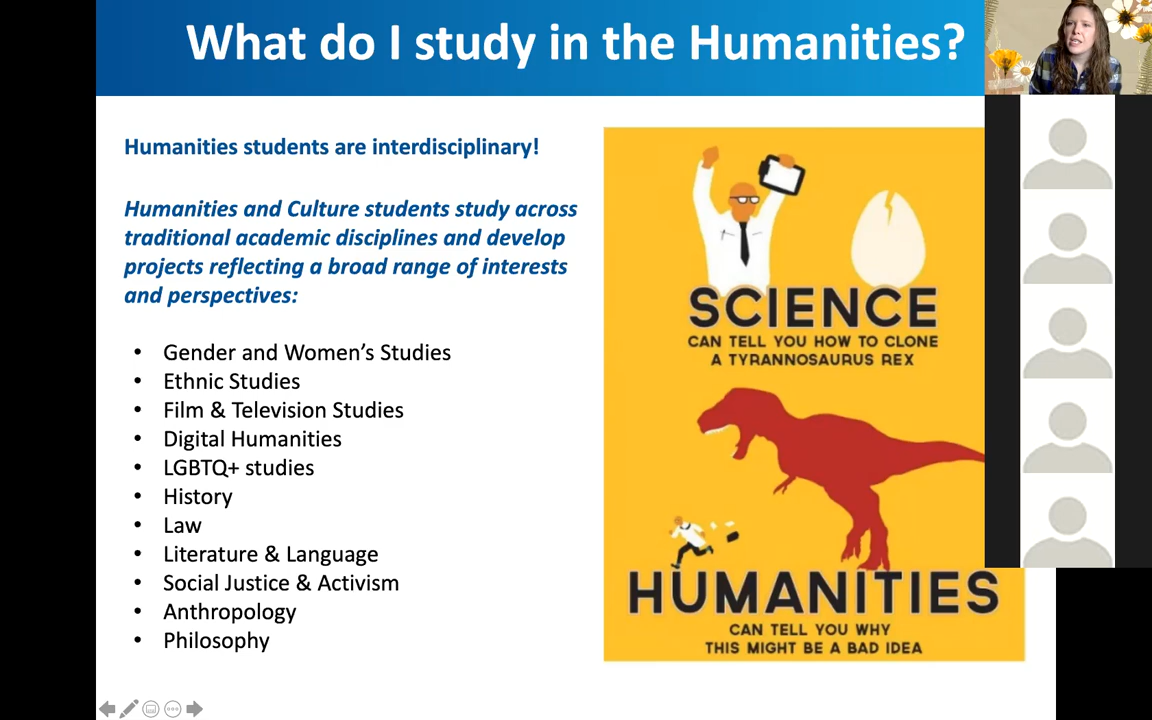 What do I study in the Humanities?
Humanities students are interdisciplinary!
Humanities and Culture students study across
traditional academic disciplines and develop
projects reflecting a broad range of interests
and perspectives:
• Gender and Women’s Studies
• Ethnic Studies
• Film & Television Studies
• Digital Humanities
• LGBTQ+ studies
• History
• Law
• Literature & Language
• Social Justice & Activism
• Anthropology
• Philosophy
SCIENCE
CAN TELL YOU HOW TO CLONE
A TYRANNOSAURUS REX
HUMANITIES
CAN TELL YOU WHY
THIS MIGHT BE A BAD IDEA